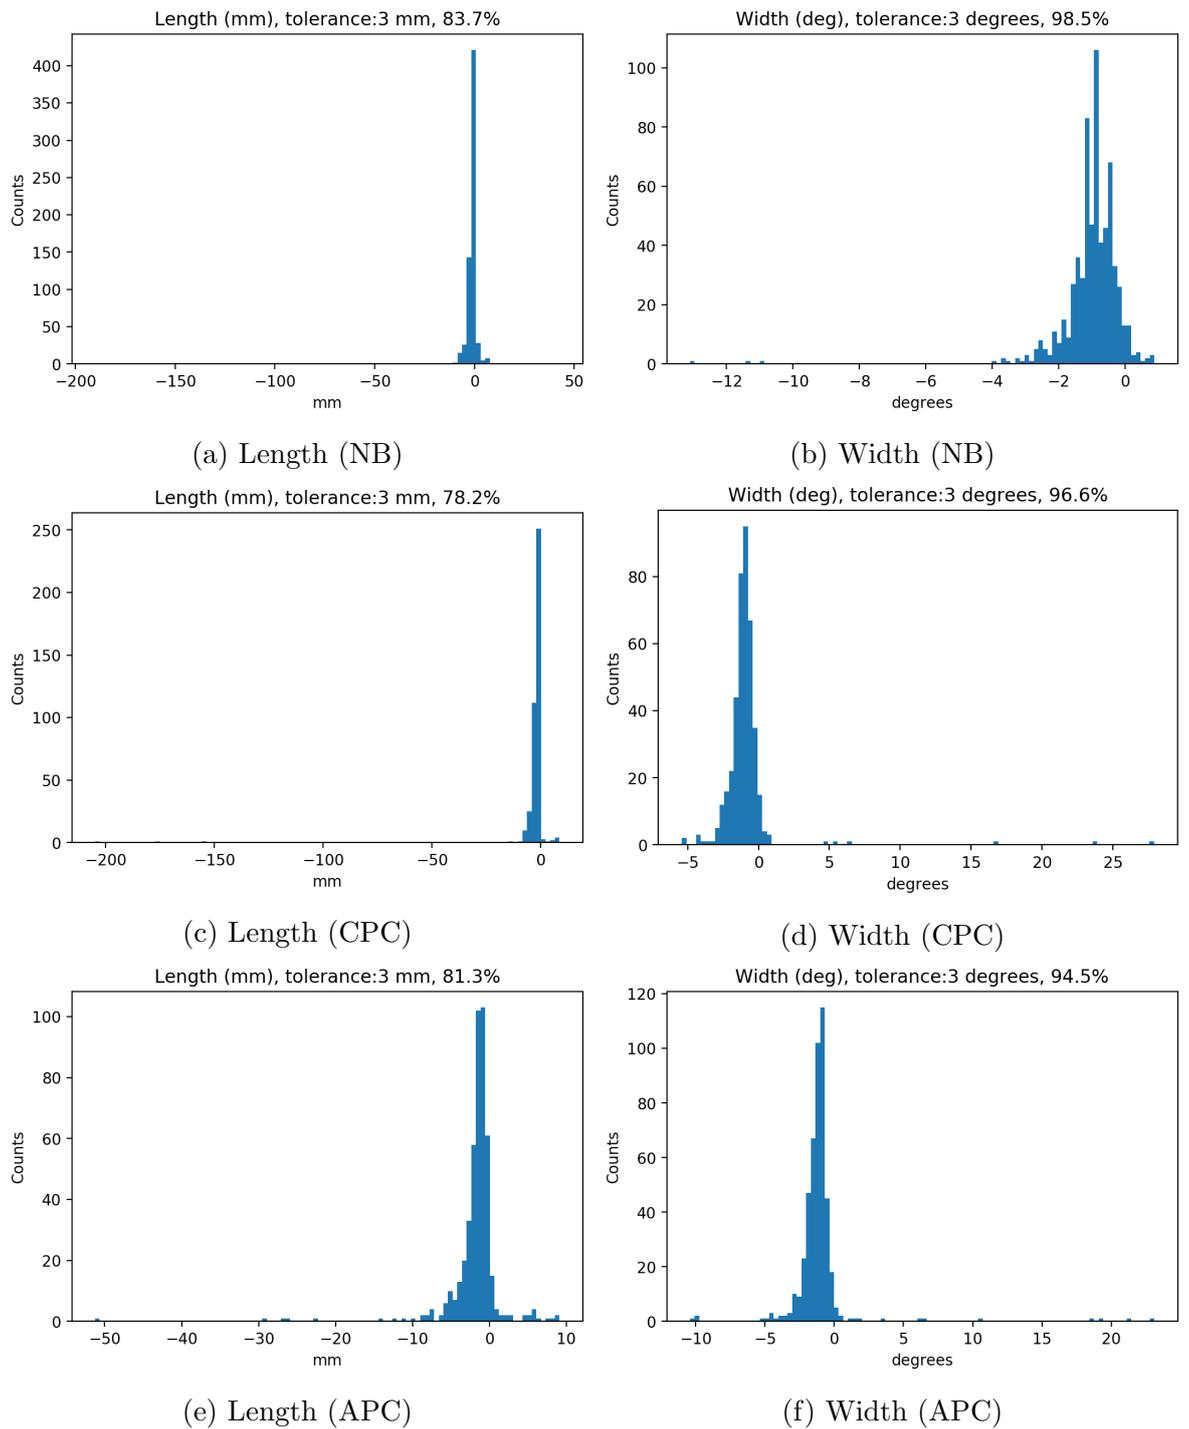 Length (mm), tolerance:3 mm, 83.7%
Counts
400
350
300
250
200
150
100
50
0
−200 −150 −100 −50 0 50
mm
(a) Length (NB)
Width (deg), tolerance:3 degrees, 98.5%
Counts
100
80
60
40
20
0
−12 −10 −8 −6 −4 −2 0
degrees
(b) Width (NB)
Length (mm), tolerance:3 mm, 78.2%
Counts
250
200
150
100
50
0
−200 −150 −100 −50 0
mm
(c) Length (CPC)
Width (deg), tolerance:3 degrees, 96.6%
Counts
80
60
40
20
0
−5 0 5 10 15 20 25
degrees
(d) Width (CPC)
Length (mm), tolerance:3 mm, 81.3%
Counts
100
80
60
40
20
0
−50 −40 −30 −20 −10 0 10
mm
(e) Length (APC)
Width (deg), tolerance:3 degrees, 94.5%
Counts
120
100
80
60
40
20
0
−10 −5 0 5 10 15 20
degrees
(f) Width (APC)